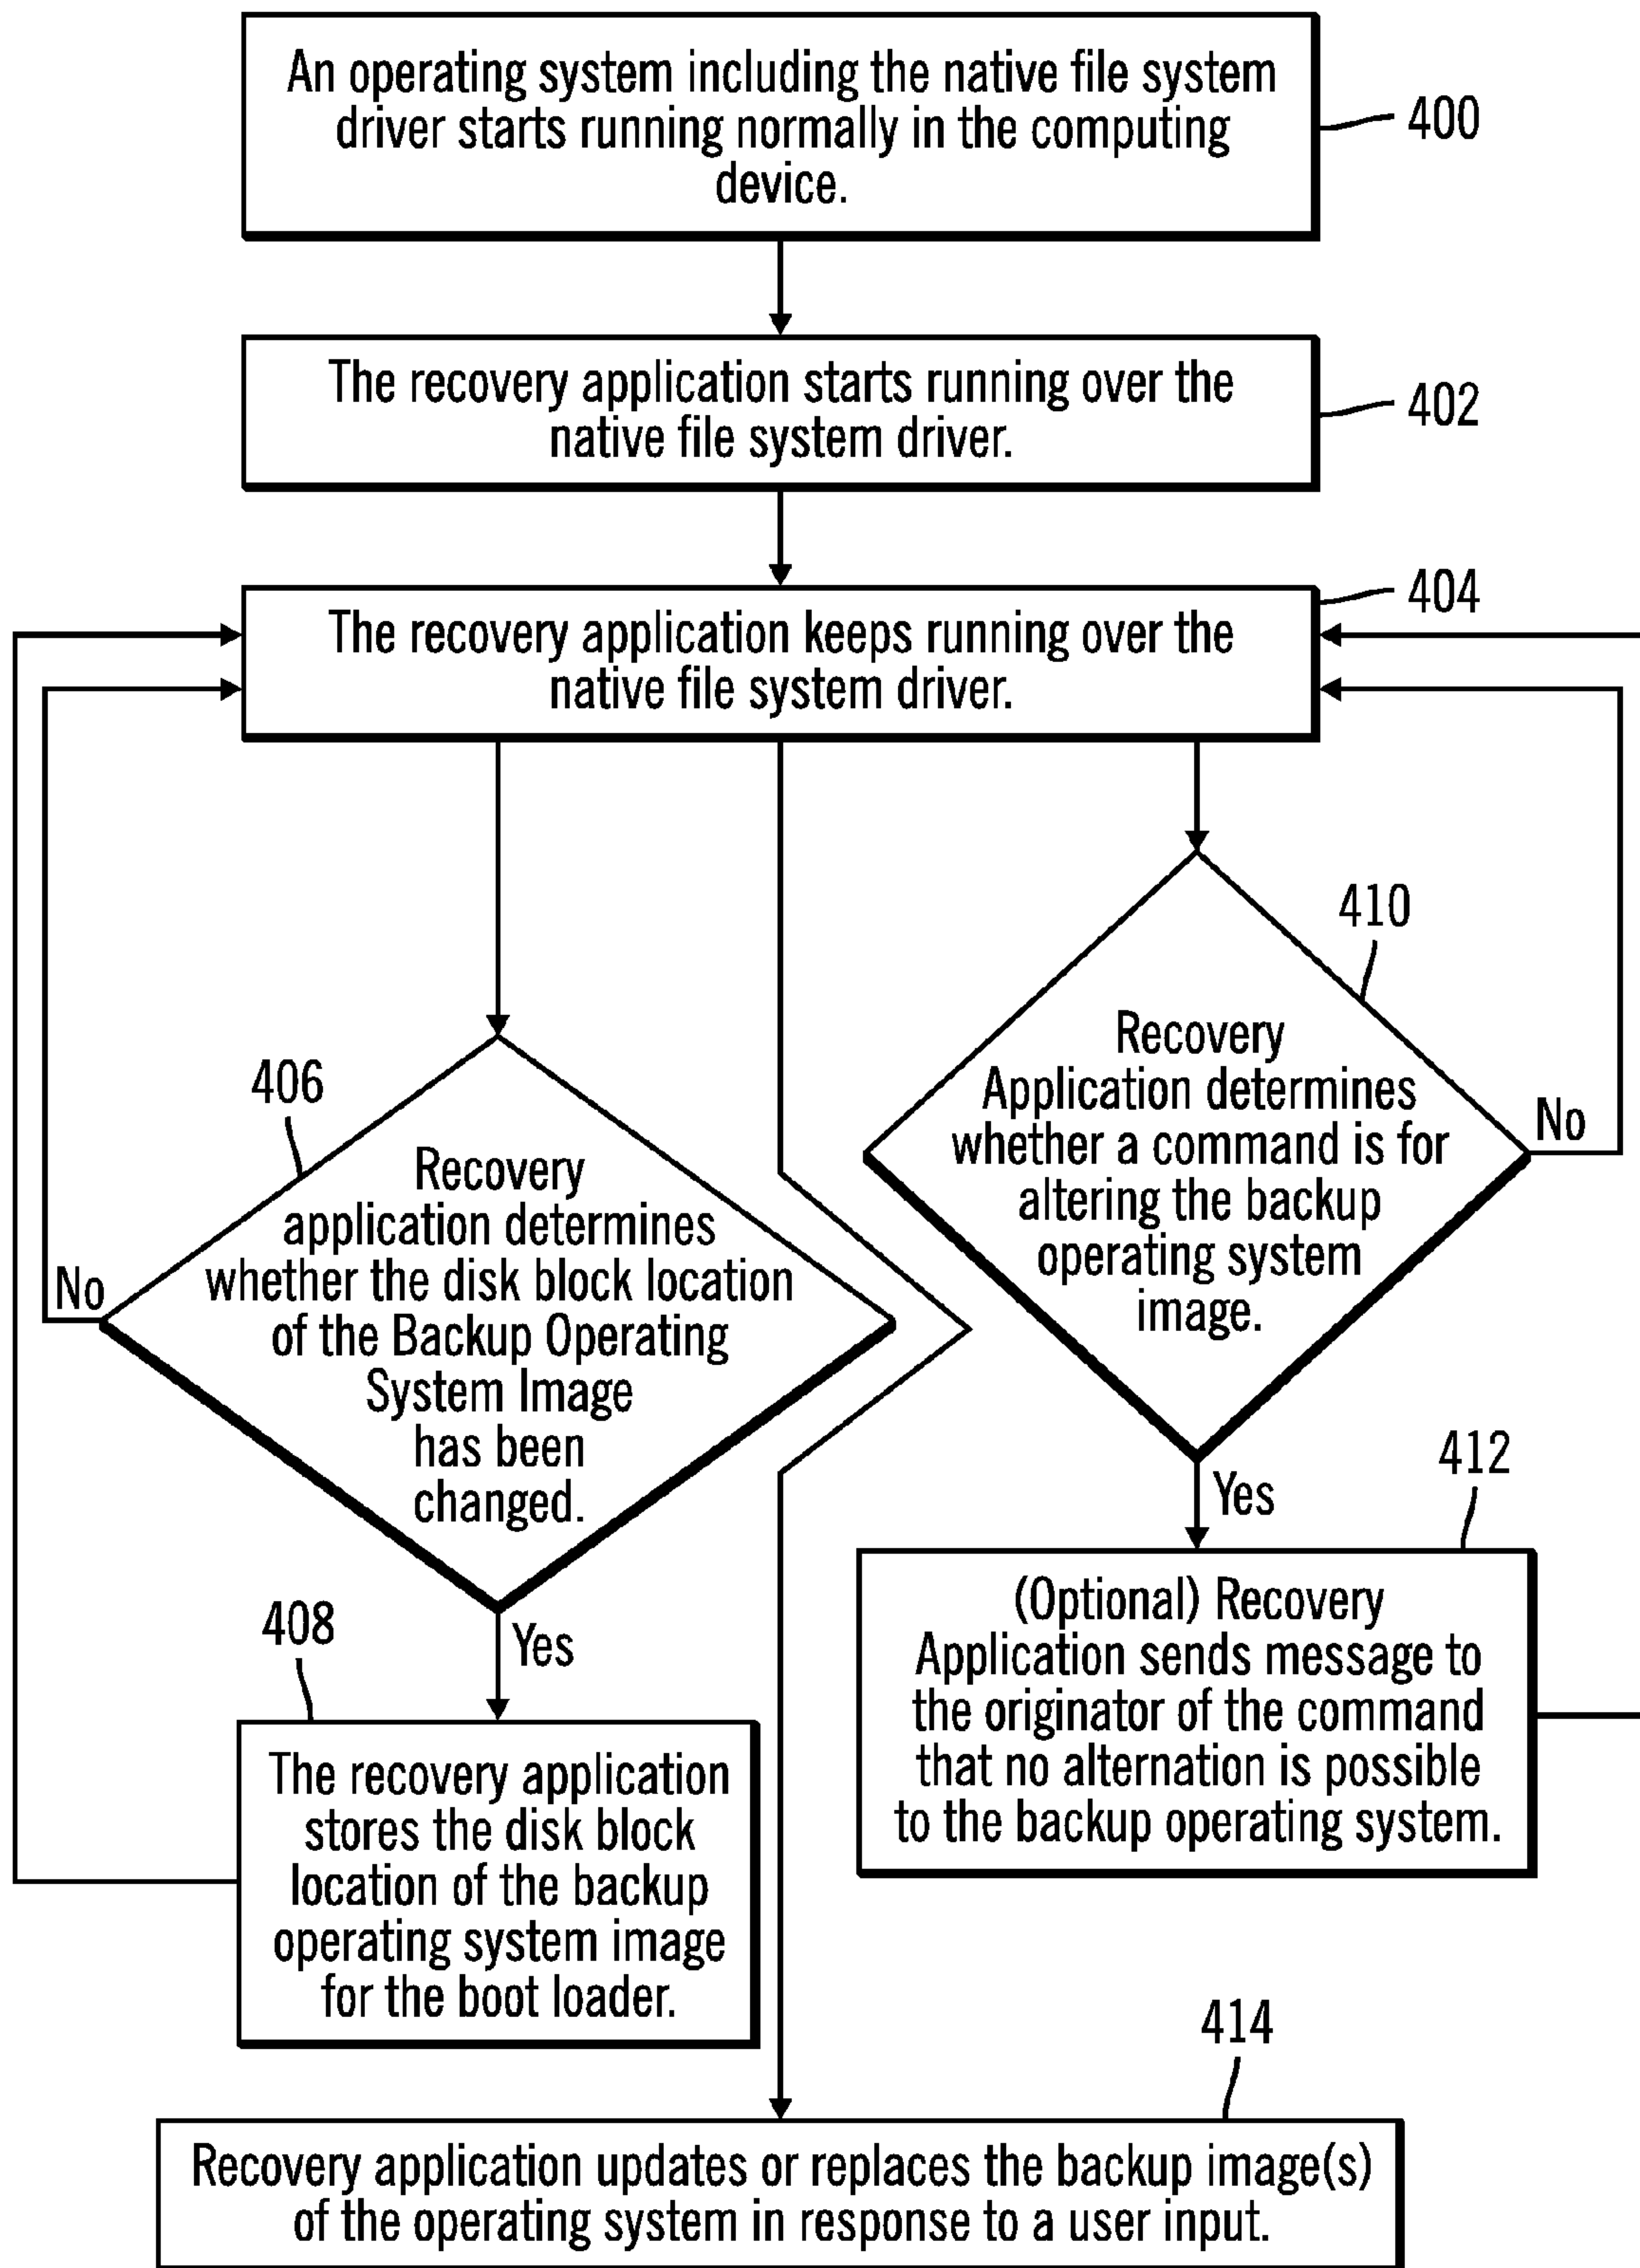 An operating system including the native file system
driver starts running normally in the computing
device.
400
The recovery application starts running over the
native file system driver.
402
404
The recovery application keeps running over the
native file system driver.
410
Recovery
Application determines
whether a command is for
altering the backup
operating system
image.
No
406
Recovery
application determines
whether the disk block location
of the Backup Operating
System Image
has been
changed.
No
Yes
412
(Optional) Recovery
Application sends message to
the originator of the command
that no alternation is possible
to the backup operating system.
408
Yes
The recovery application
stores the disk block
location of the backup
operating system image
for the boot loader.
414
Recovery application updates or replaces the backup image(s)
of the operating system in response to a user input.